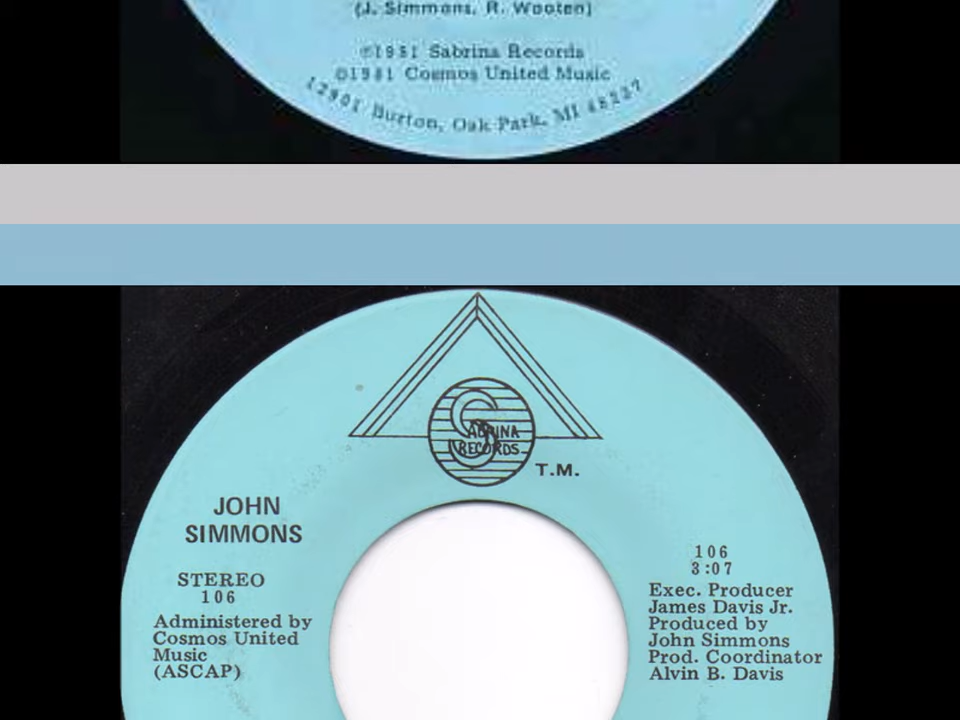 (J. Simmons, R. Wooten)
℗1981 Sabrina Records
©1981 Cosmos United Music
12901 Burton, Oak Park, MI 48237
SABRINA
RECORDS
T.M.
JOHN
SIMMONS
STEREO
106
Administered by
Cosmos United
Music
(ASCAP)
106
3:07
Exec. Producer
James Davis Jr.
Produced by
John Simmons
Prod. Coordinator
Alvin B. Davis